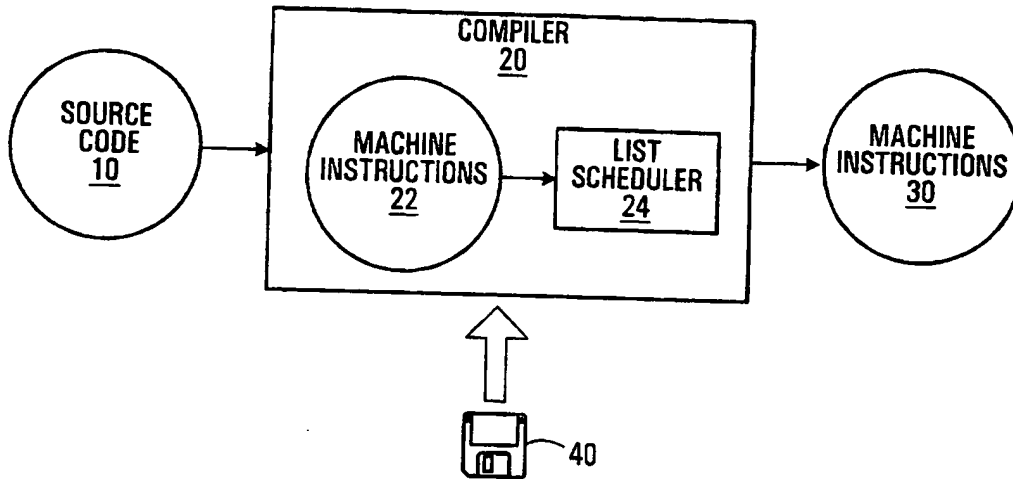 COMPILER
20
SOURCE
CODE
10
MACHINE
INSTRUCTIONS
22
LIST
SCHEDULER
24
MACHINE
INSTRUCTIONS
30
40